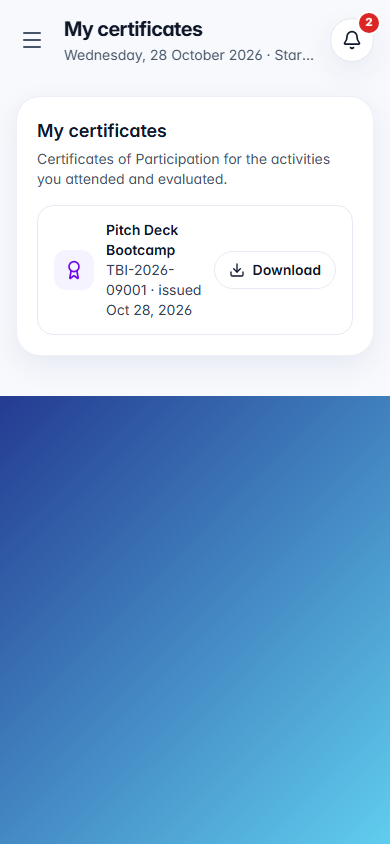 My certificates
Wednesday, 28 October 2026 · Star...
2
My certificates
Certificates of Participation for the activities
you attended and evaluated.
Pitch Deck
Bootcamp
TBI-2026-
09001 · issued
Oct 28, 2026
Download